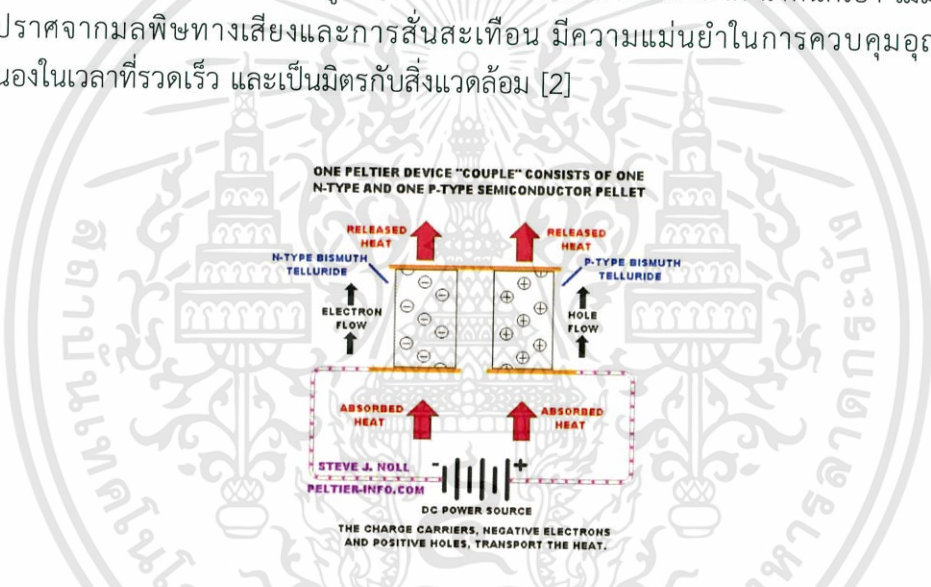 ปราศจากมลพิษทางเสียงและการสั่นสะเทือน มีความแม่นยำในการควบคุมอุณ
นองในเวลาที่รวดเร็ว และเป็นมิตรกับสิ่งแวดล้อม [2]
ONE PELTIER DEVICE "COUPLE" CONSISTS OF ONE
N-TYPE AND ONE P-TYPE SEMICONDUCTOR PELLET
RELEASED
HEAT
RELEASED
HEAT
N-TYPE BISMUTH
TELLURIDE
P-TYPE BISMUTH
TELLURIDE
ELECTRON
FLOW
HOLE
FLOW
ABSORBED
HEAT
ABSORBED
HEAT
STEVE J. NOLL
PELTIER-INFO.COM
- +
DC POWER SOURCE
THE CHARGE CARRIERS, NEGATIVE ELECTRONS
AND POSITIVE HOLES, TRANSPORT THE HEAT.